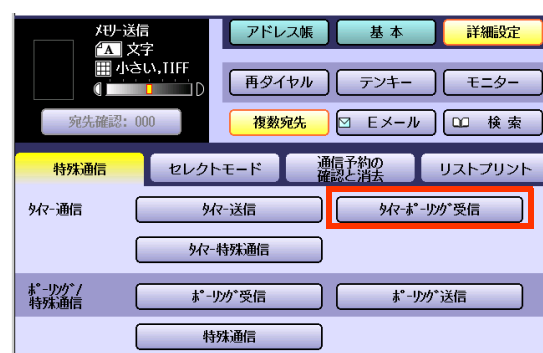 ﾒﾓﾘｰ送信
A 文字
小さい,TIFF
D
宛先確認: 000
アドレス帳
基 本
詳細設定
再ダイヤル
テンキー
モニター
複数宛先
Eメール
検 索
特殊通信
セレクトモード
通信予約の
確認と消去
リストプリント
ﾀｲﾏｰ通信
ﾀｲﾏｰ送信
ﾀｲﾏｰﾎﾟｰﾘﾝｸﾞ受信
ﾀｲﾏｰ特殊通信
ﾎﾟｰﾘﾝｸﾞ/
特殊通信
ﾎﾟｰﾘﾝｸﾞ受信
ﾎﾟｰﾘﾝｸﾞ送信
特殊通信